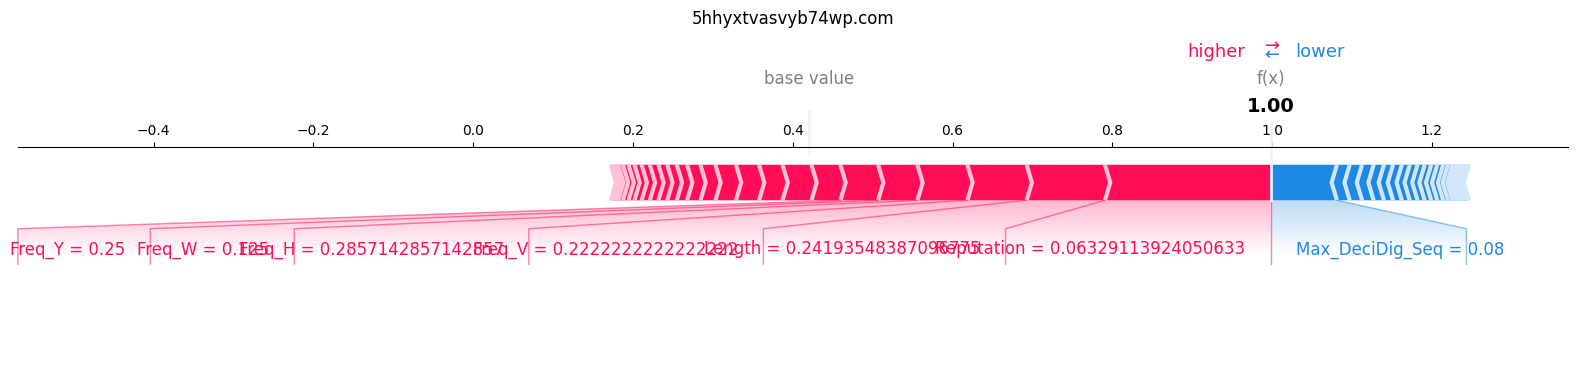 5hhyxtvasvyb74wp.com
higher ⇄ lower
base value f(x)
1.00
−0.4 −0.2 0.0 0.2 0.4 0.6 0.8 1.0 1.2
Freq_Y = 0.25 Freq_W = 0.125 Freq_H = 0.2857142857142857 Freq_V = 0.2222222222222222 Length = 0.24193548387096775 Reputation = 0.06329113924050633 Max_DeciDig_Seq = 0.08